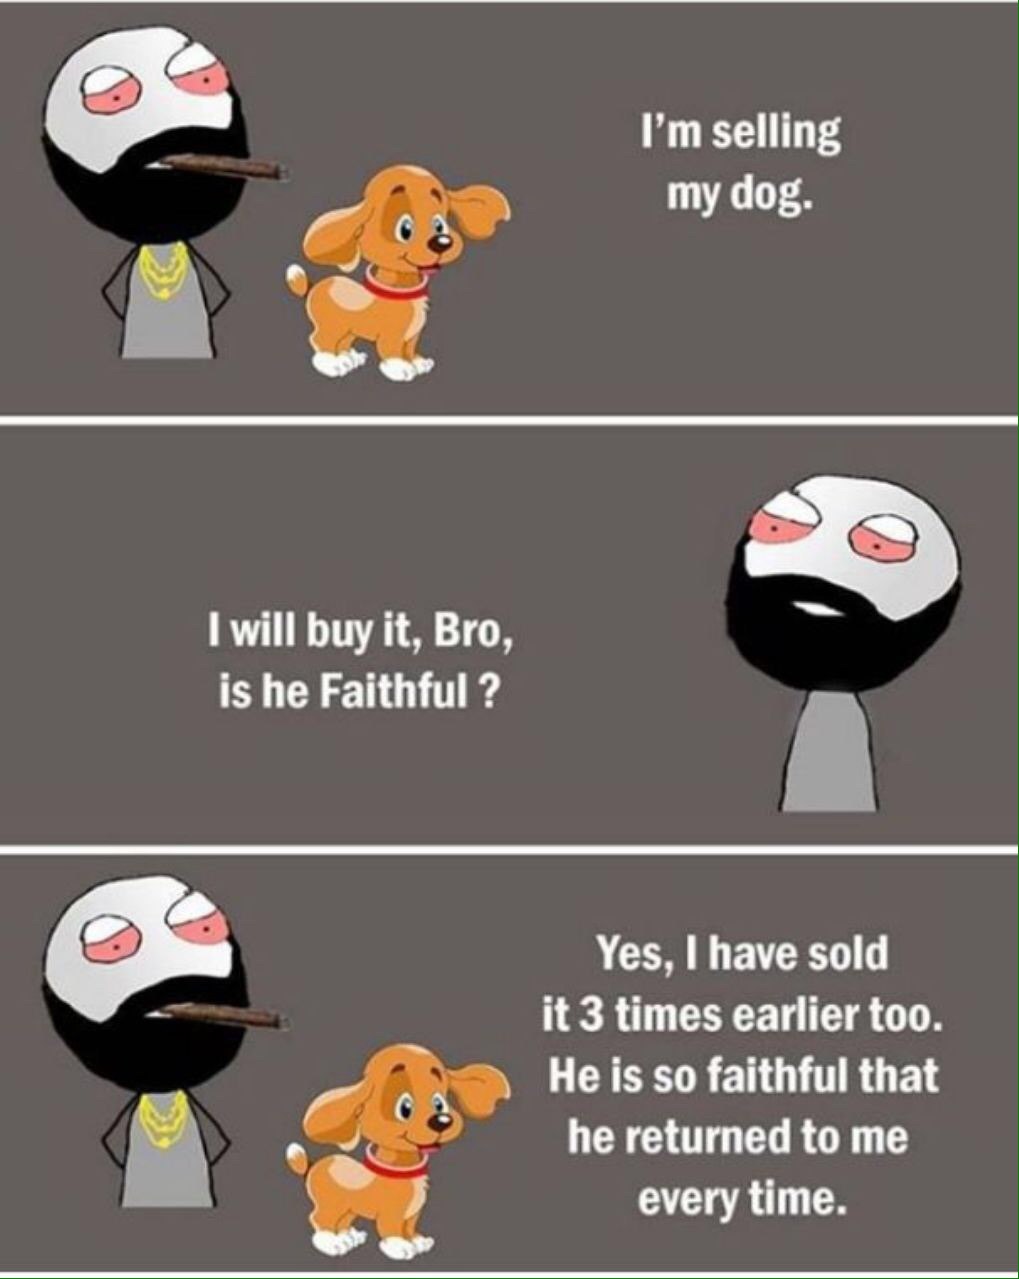 I'm selling
my dog.
I will buy it, Bro,
is he Faithful ?
Yes, I have sold
it 3 times earlier too.
He is so faithful that
he returned to me
every time.